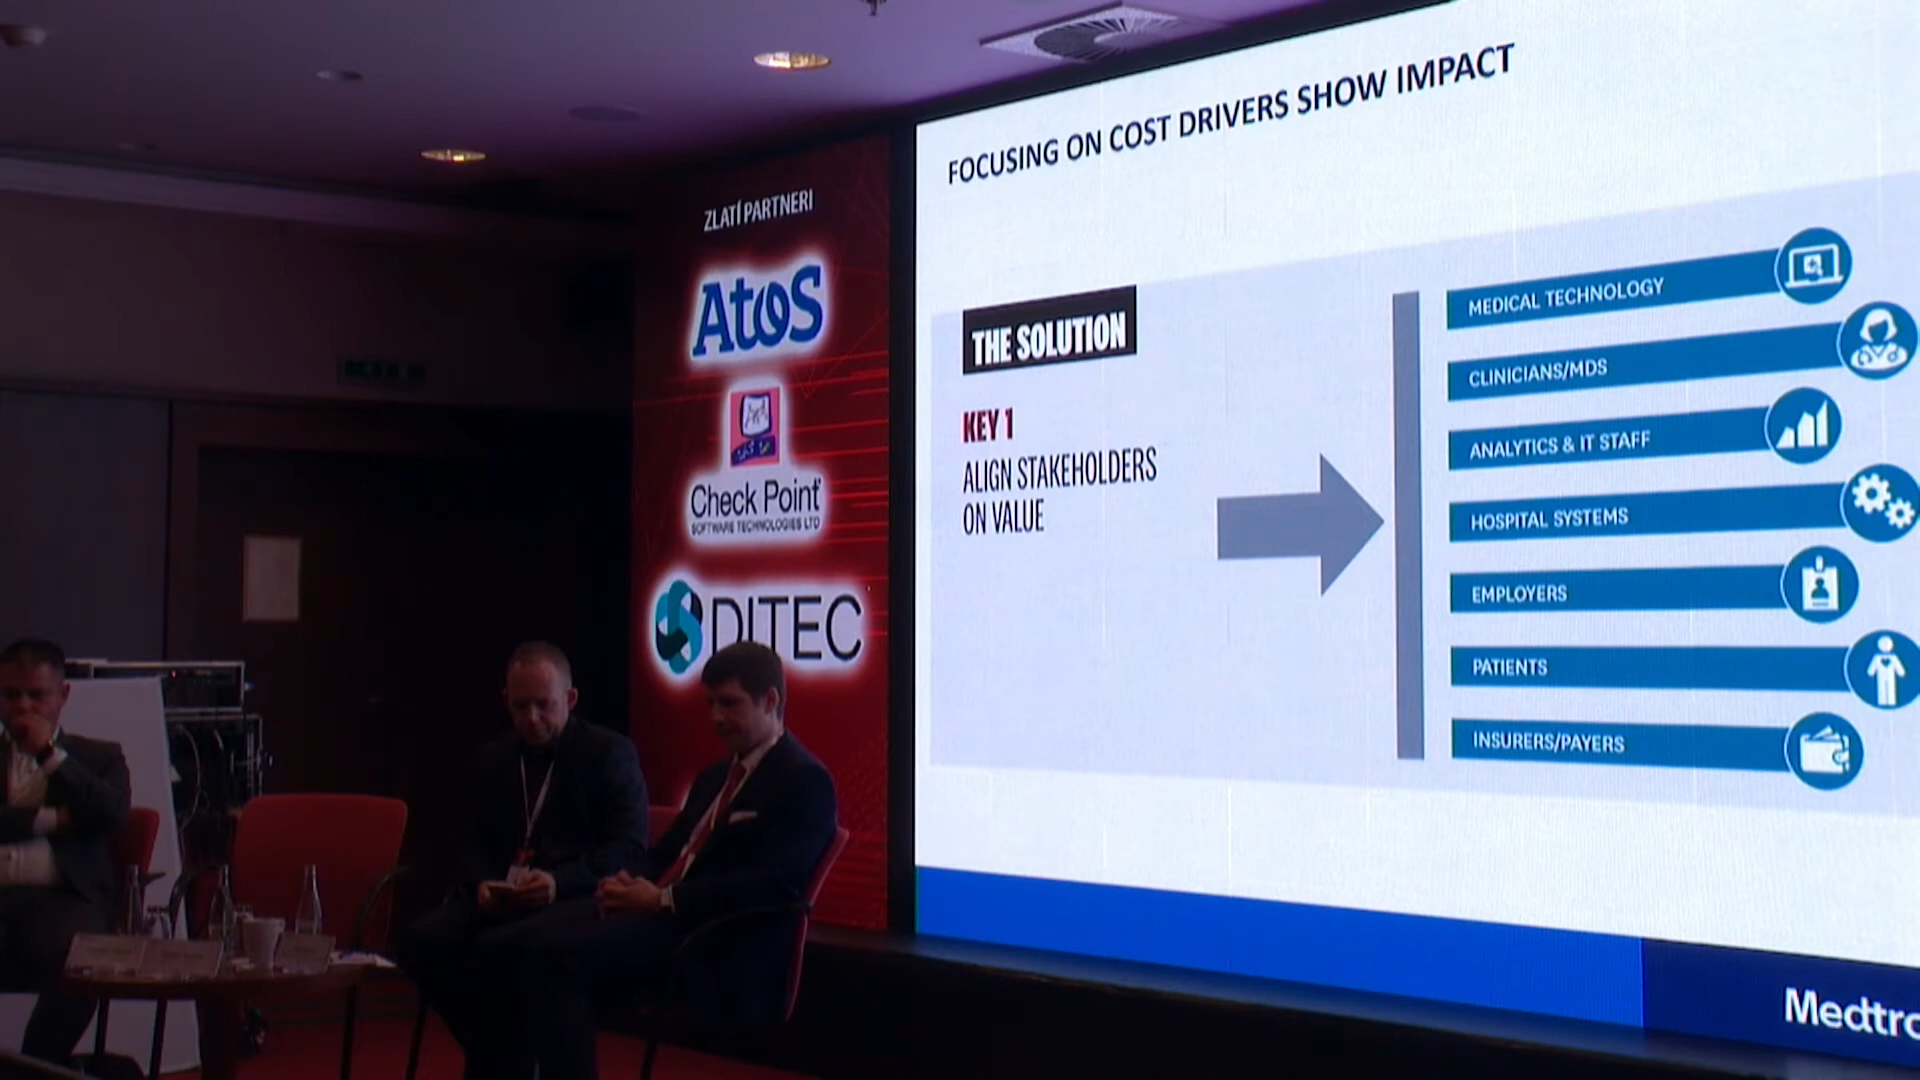 FOCUSING ON COST DRIVERS SHOW IMPACT
ZLATÍ PARTNERI
Atos
Check Point
SOFTWARE TECHNOLOGIES LTD
DITEC
THE SOLUTION
KEY 1
ALIGN STAKEHOLDERS
ON VALUE
MEDICAL TECHNOLOGY
CLINICIANS/MDS
ANALYTICS & IT STAFF
HOSPITAL SYSTEMS
EMPLOYERS
PATIENTS
INSURERS/PAYERS
Medtro